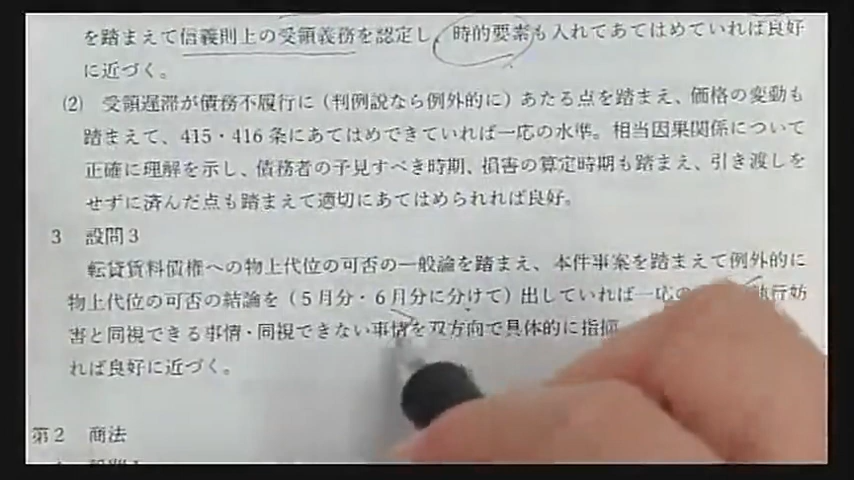 を踏まえて信義則上の受領義務を認定し、時的要素も入れてあてはめていれば良好
に近づく。
(2) 受領遅滞が債務不履行に（判例説なら例外的に）あたる点を踏まえ、価格の変動も
踏まえて、415・416条にあてはめできていれば一応の水準。相当因果関係について
正確に理解を示し、債務者の予見すべき時期、損害の算定時期も踏まえ、引き渡しを
せずに済んだ点も踏まえて適切にあてはめられれば良好。
3 設問3
転貸賃料債権への物上代位の可否の一般論を踏まえ、本件事案を踏まえて例外的に
物上代位の可否の結論を（5月分・6月分に分けて）出していれば一応の 執行妨
害と同視できる事情・同視できない事情を双方向で具体的に指摘
れば良好に近づく。
第2 商法